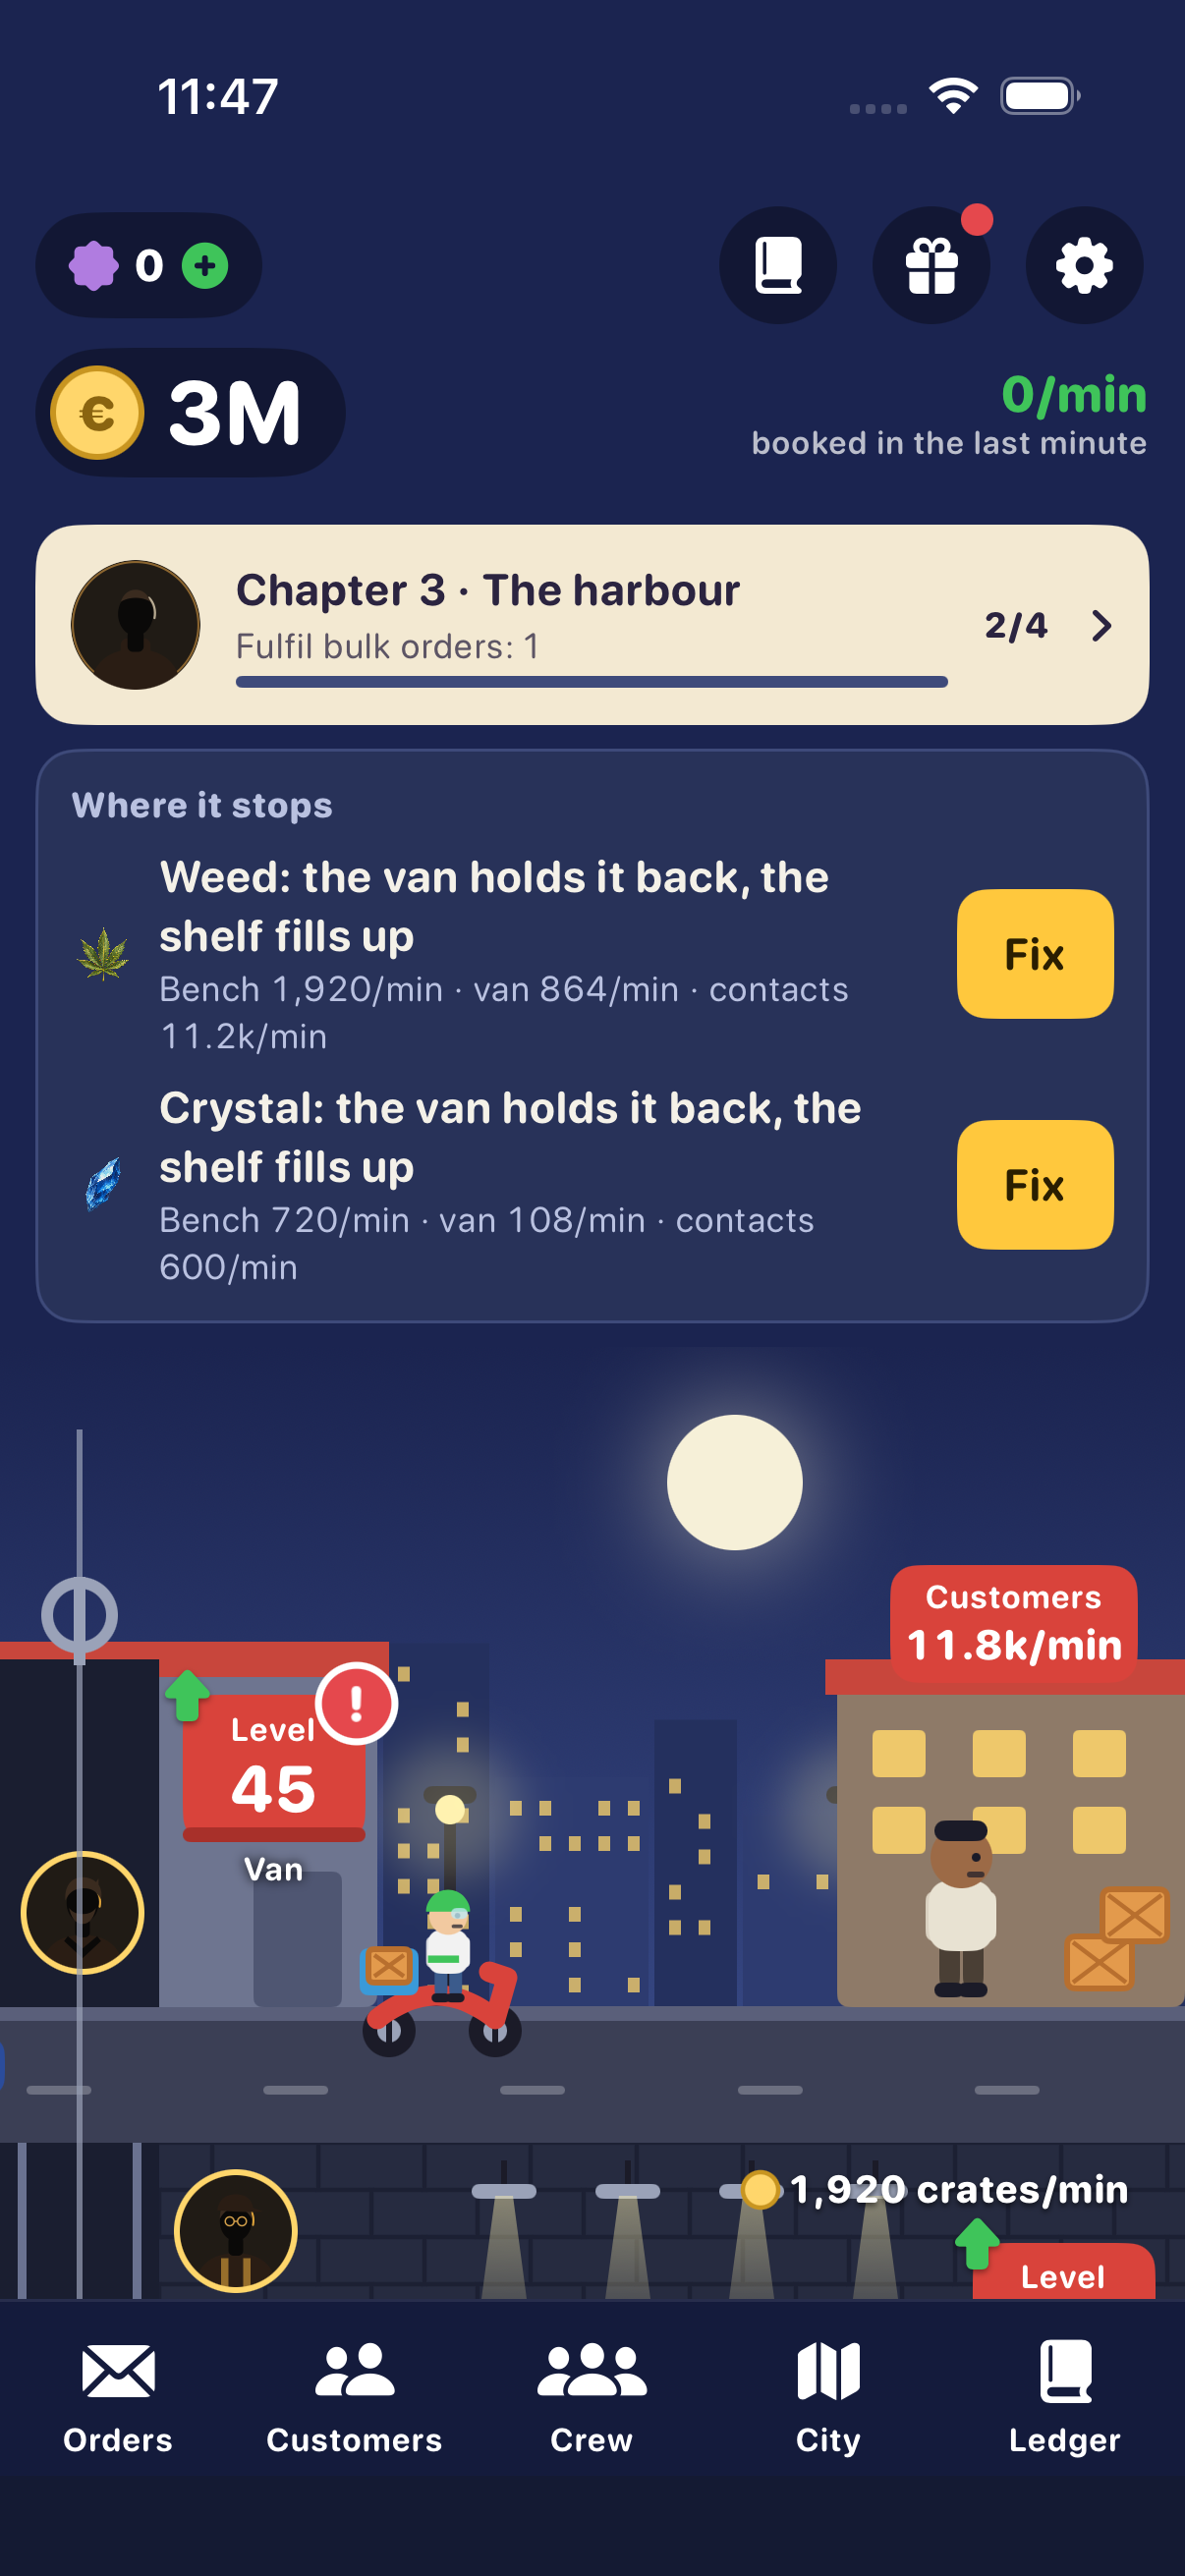 11:47
0
€ 3M
0/min
booked in the last minute
Chapter 3 · The harbour
Fulfil bulk orders: 1
2/4
Where it stops
Weed: the van holds it back, the
shelf fills up
Bench 1,920/min · van 864/min · contacts
11.2k/min
Fix
Crystal: the van holds it back, the
shelf fills up
Bench 720/min · van 108/min · contacts
600/min
Fix
Customers
11.8k/min
!
Level
45
Van
1,920 crates/min
Level
Orders
Customers
Crew
City
Ledger